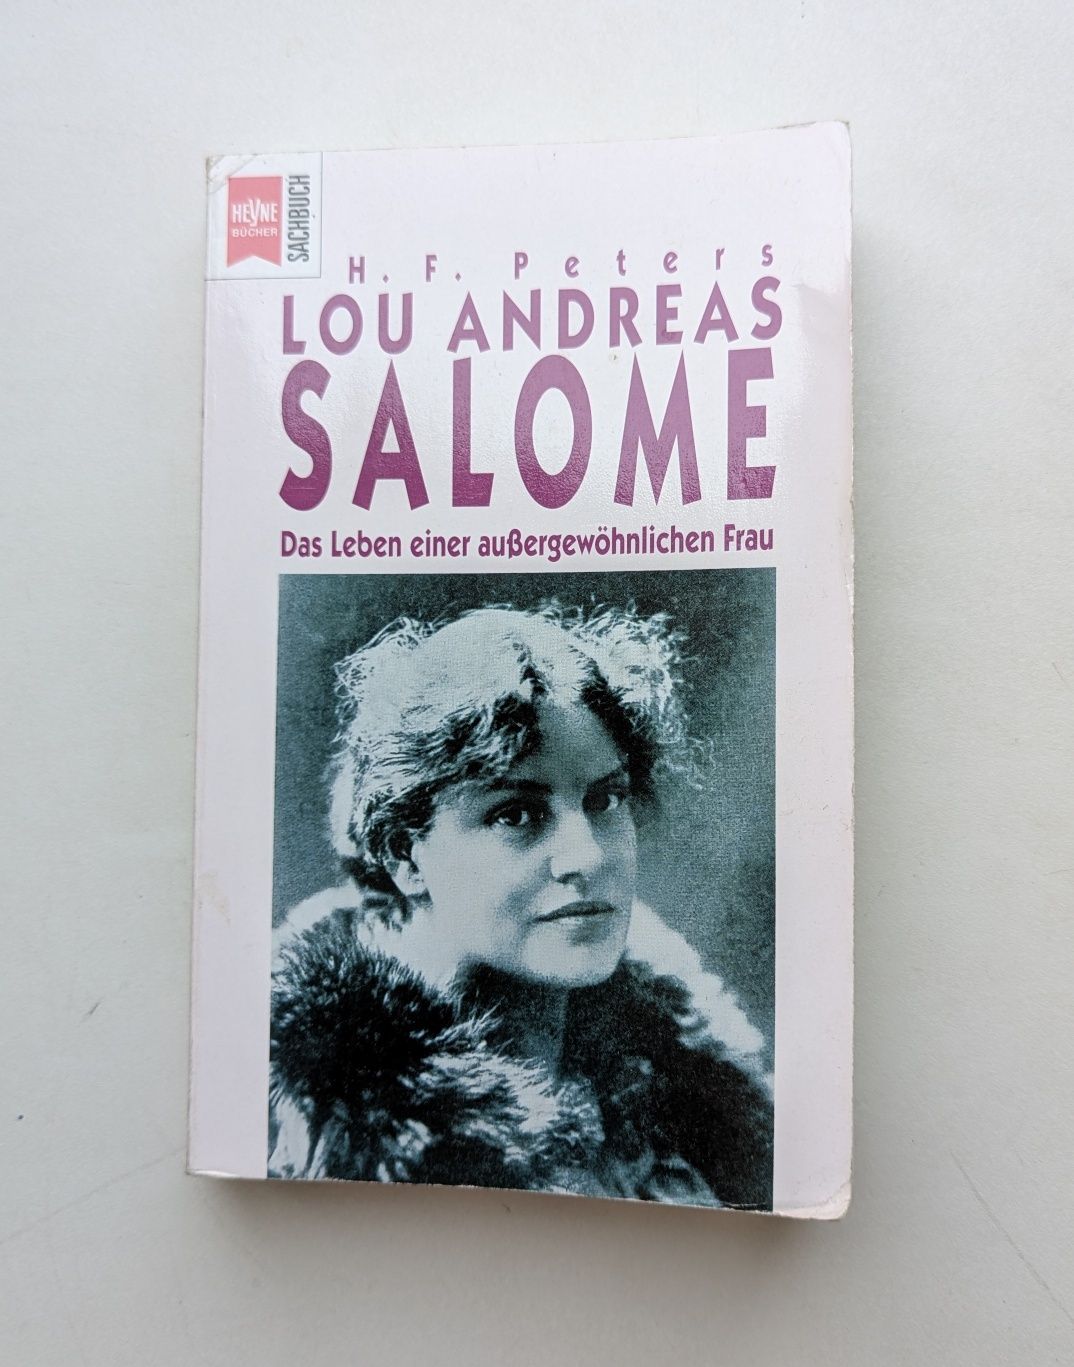 HEYNE
BÜCHER
SACHBUCH
H. F. Peters
LOU ANDREAS
SALOME
Das Leben einer außergewöhnlichen Frau